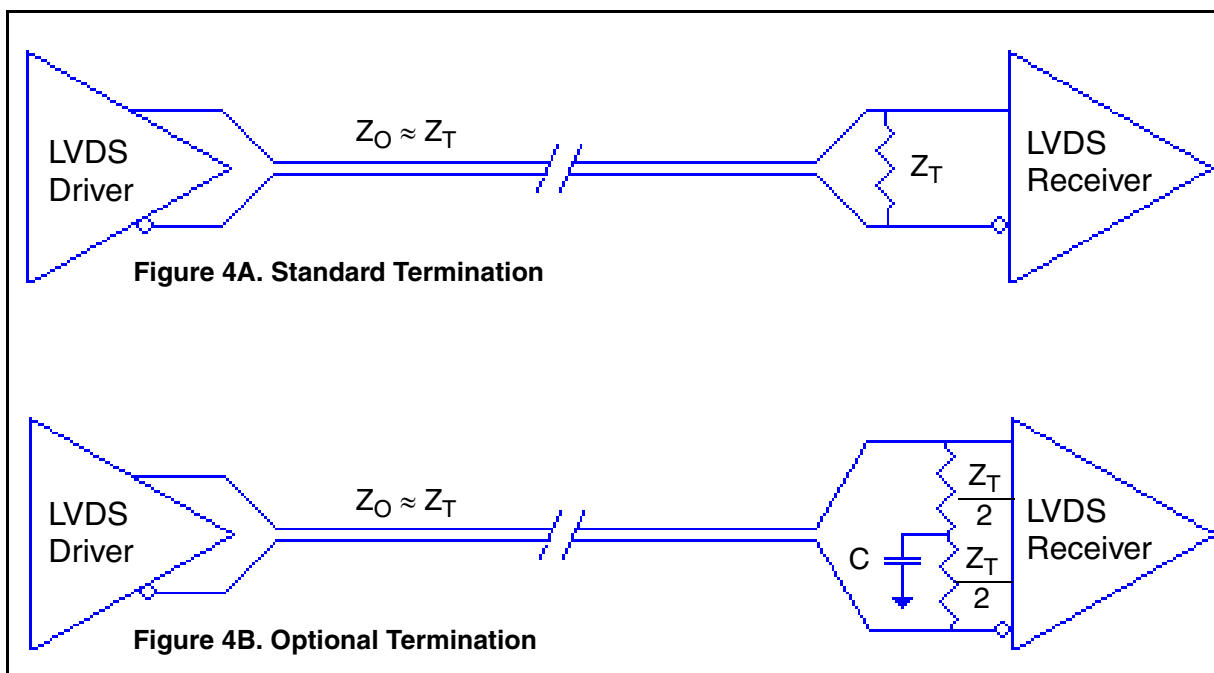 LVDS
Driver
Z_O ≈ Z_T
Z_T
LVDS
Receiver
Figure 4A. Standard Termination
LVDS
Driver
Z_O ≈ Z_T
C
Z_T
2
Z_T
2
LVDS
Receiver
Figure 4B. Optional Termination